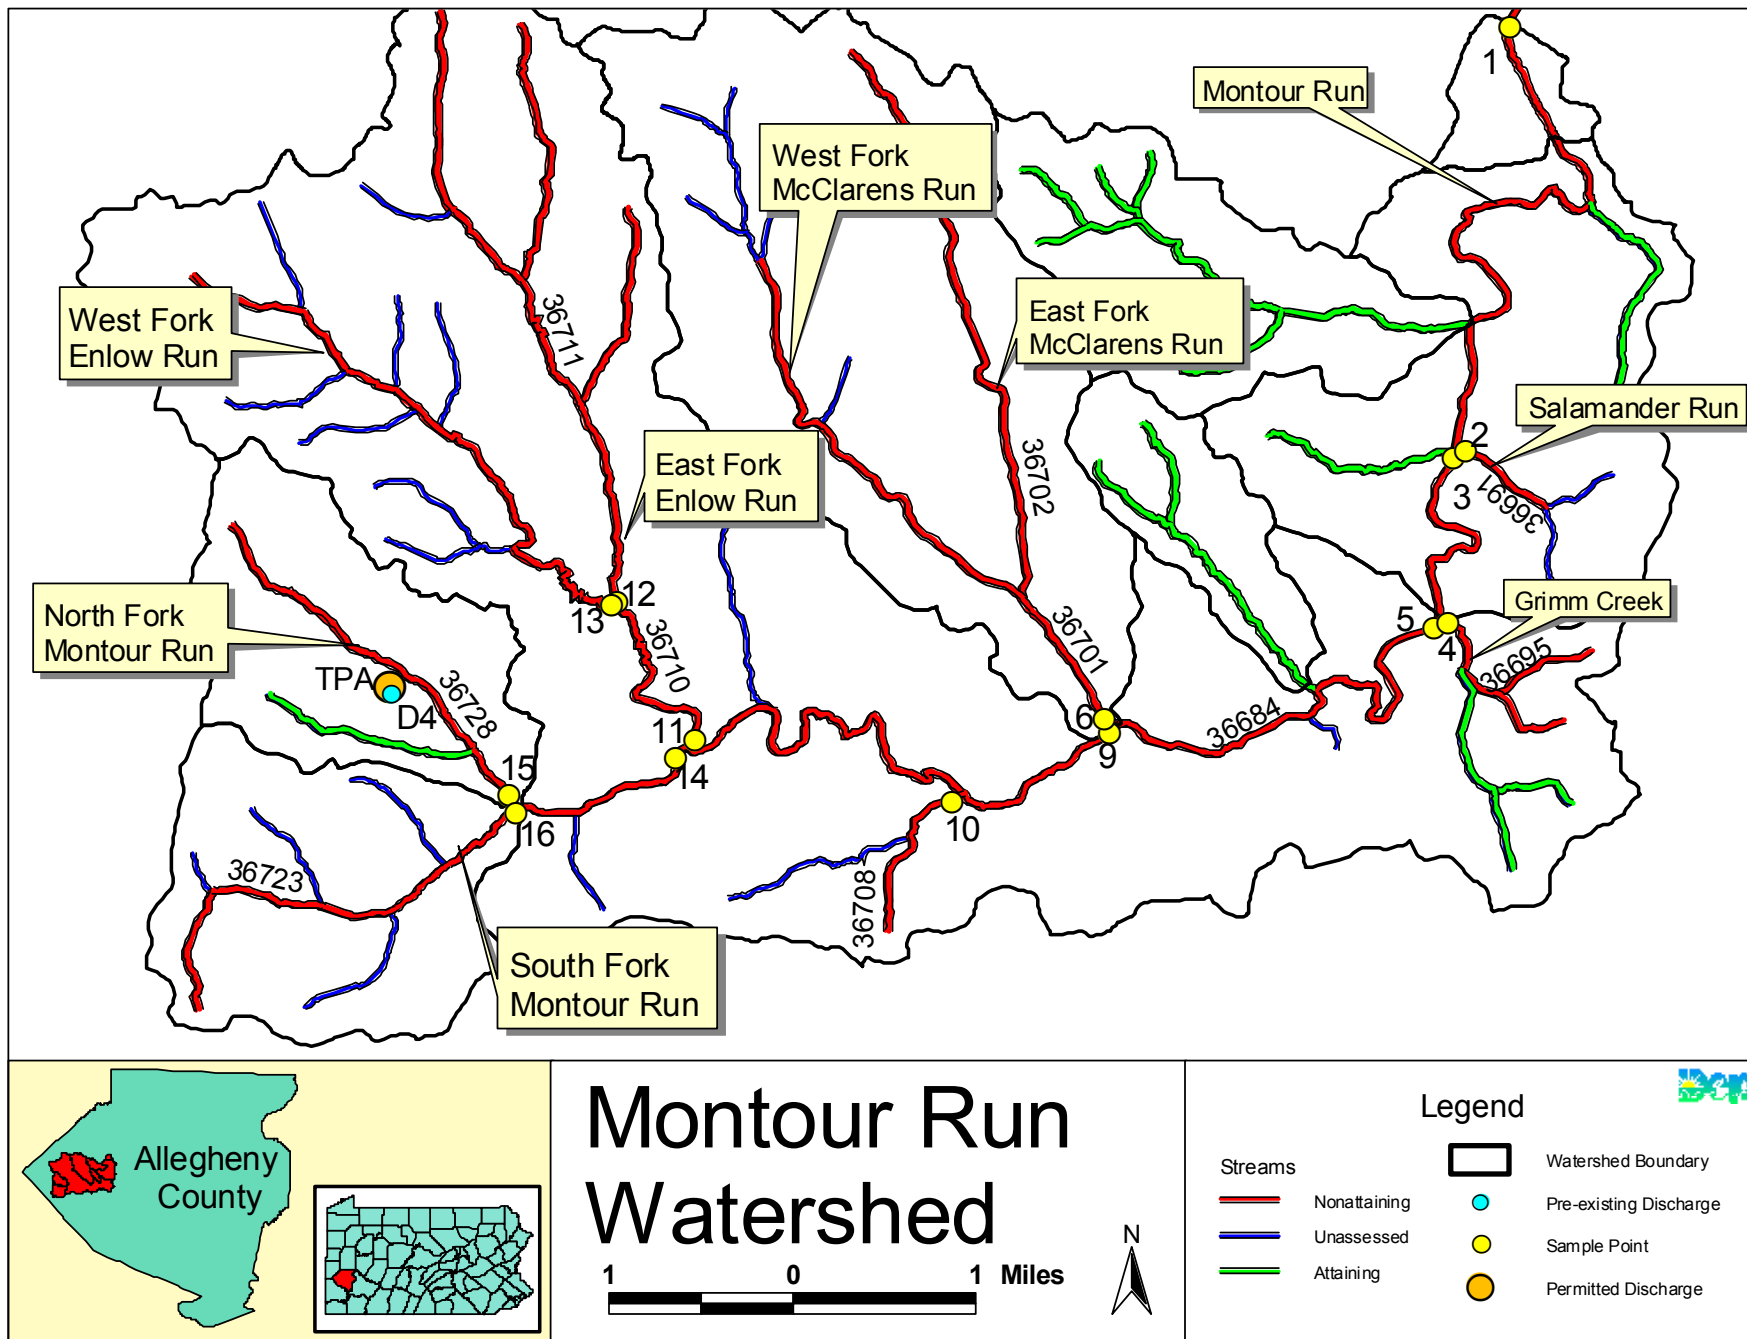 1
Montour Run
West Fork
McClarens Run
West Fork
Enlow Run
36711
East Fork
McClarens Run
Salamander Run
2
3
36691
East Fork
Enlow Run
36702
North Fork
Montour Run
12
13
36710
36701
Grimm Creek
5
4
36695
TPA
D4
36728
11
14
6
9
36684
15
16
10
36723
36708
South Fork
Montour Run
Allegheny
County
Montour Run
Watershed
1 0 1 Miles
N
Dep
Legend
Streams
Nonattaining
Unassessed
Attaining
Watershed Boundary
Pre-existing Discharge
Sample Point
Permitted Discharge